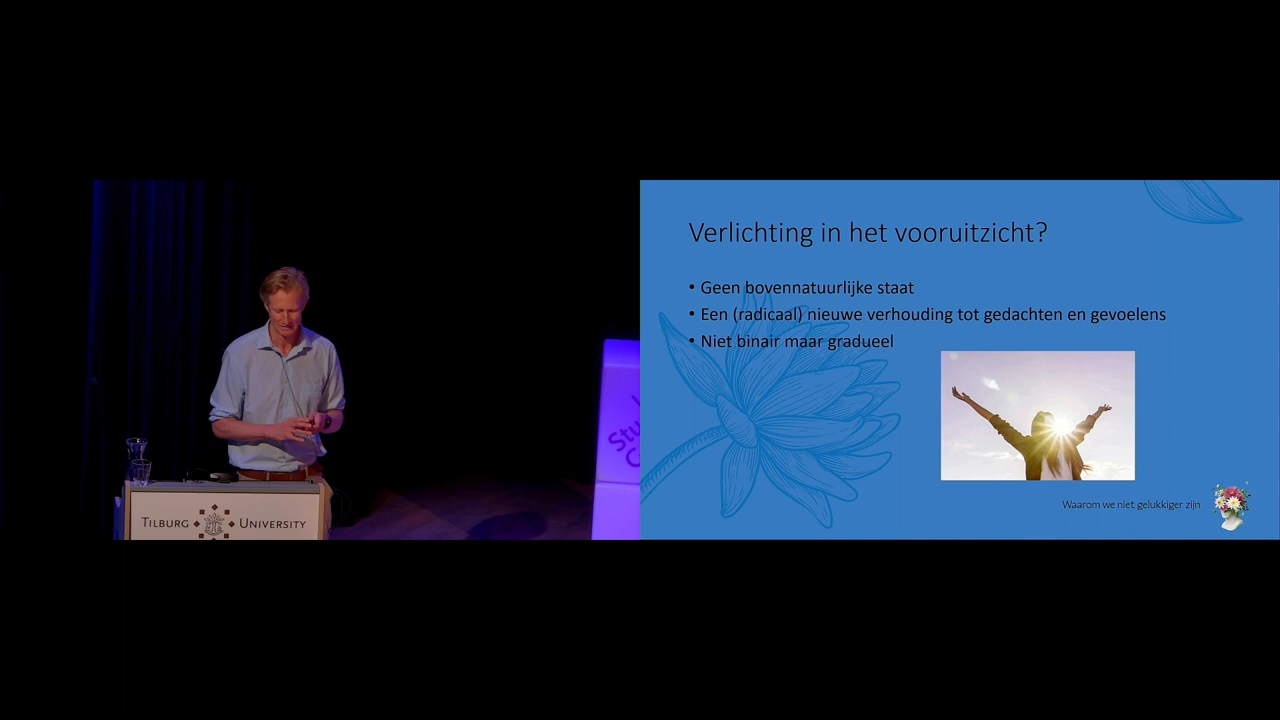 TILBURG UNIVERSITY
Verlichting in het vooruitzicht?
• Geen bovennatuurlijke staat
• Een (radicaal) nieuwe verhouding tot gedachten en gevoelens
• Niet binair maar gradueel
Waarom we niet gelukkiger zijn